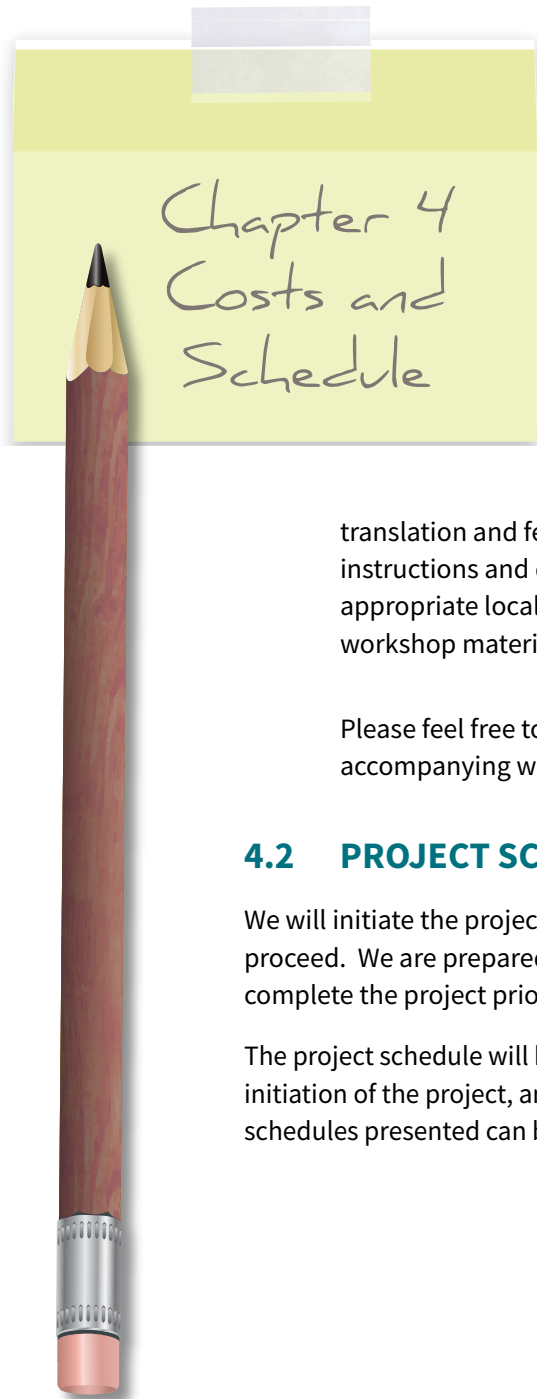 Chapter 4
Costs and
Schedule
translation and fe
instructions and
appropriate local
workshop materi
Please feel free to
accompanying w
4.2 PROJECT SC
We will initiate the projec
proceed. We are prepared
complete the project prio
The project schedule will
initiation of the project, an
schedules presented can b